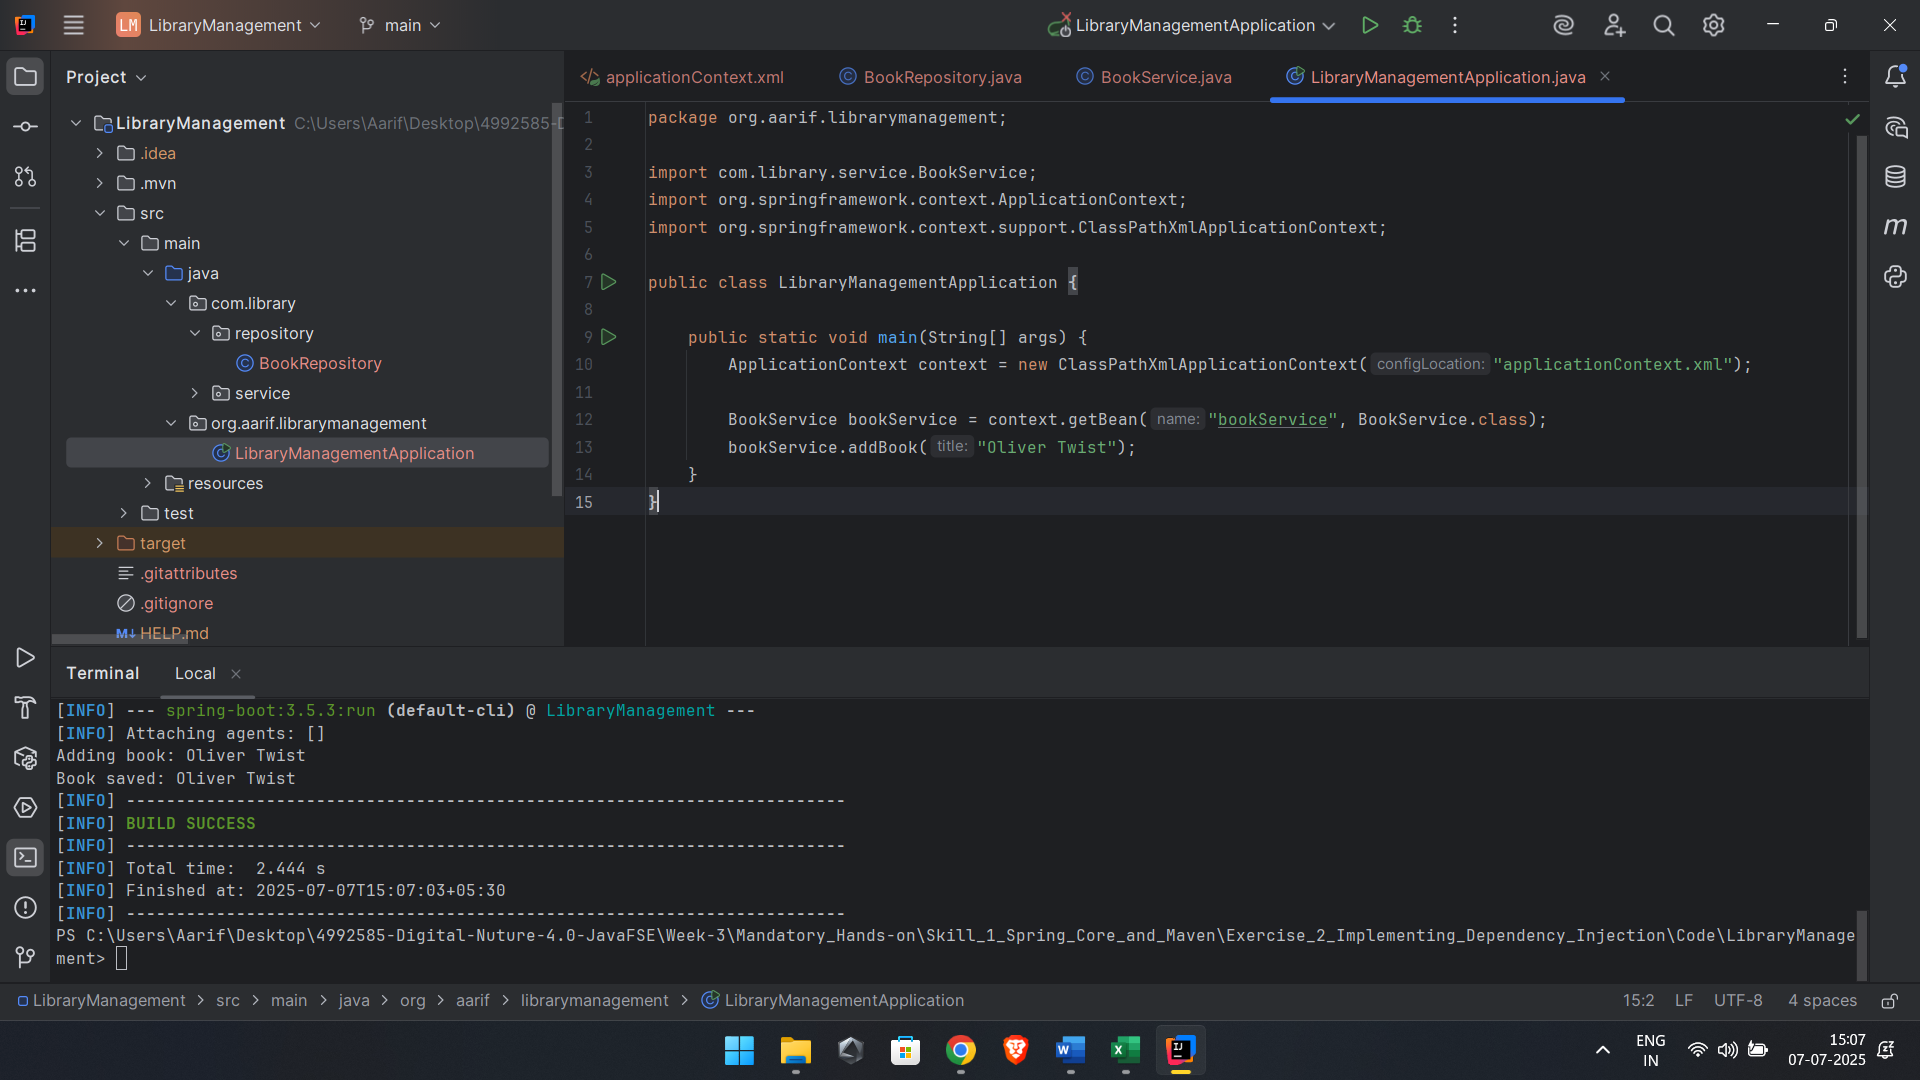 LM LibraryManagement main LibraryManagementApplication
Project
applicationContext.xml BookRepository.java BookService.java LibraryManagementApplication.java
LibraryManagement C:\Users\Aarif\Desktop\4992585-D
.idea
.mvn
src
main
java
com.library
repository
BookRepository
service
org.aarif.librarymanagement
LibraryManagementApplication
resources
test
target
.gitattributes
.gitignore
M↓ HELP.md
1 package org.aarif.librarymanagement;
2
3 import com.library.service.BookService;
4 import org.springframework.context.ApplicationContext;
5 import org.springframework.context.support.ClassPathXmlApplicationContext;
6
7 public class LibraryManagementApplication {
8
9 public static void main(String[] args) {
10 ApplicationContext context = new ClassPathXmlApplicationContext( configLocation: "applicationContext.xml");
11
12 BookService bookService = context.getBean( name: "bookService", BookService.class);
13 bookService.addBook( title: "Oliver Twist");
14 }
15 }
Terminal Local
[INFO] --- spring-boot:3.5.3:run (default-cli) @ LibraryManagement ---
[INFO] Attaching agents: []
Adding book: Oliver Twist
Book saved: Oliver Twist
[INFO] ------------------------------------------------------------------------
[INFO] BUILD SUCCESS
[INFO] ------------------------------------------------------------------------
[INFO] Total time:  2.444 s
[INFO] Finished at: 2025-07-07T15:07:03+05:30
[INFO] ------------------------------------------------------------------------
PS C:\Users\Aarif\Desktop\4992585-Digital-Nuture-4.0-JavaFSE\Week-3\Mandatory_Hands-on\Skill_1_Spring_Core_and_Maven\Exercise_2_Implementing_Dependency_Injection\Code\LibraryManage
ment>
LibraryManagement > src > main > java > org > aarif > librarymanagement > LibraryManagementApplication 15:2 LF UTF-8 4 spaces
ENG
IN
15:07
07-07-2025